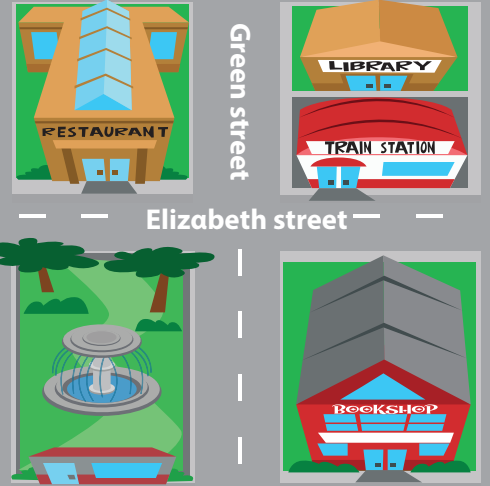 Green street
LIBRARY
RESTAURANT
TRAIN STATION
Elizabeth street
BOOKSHOP